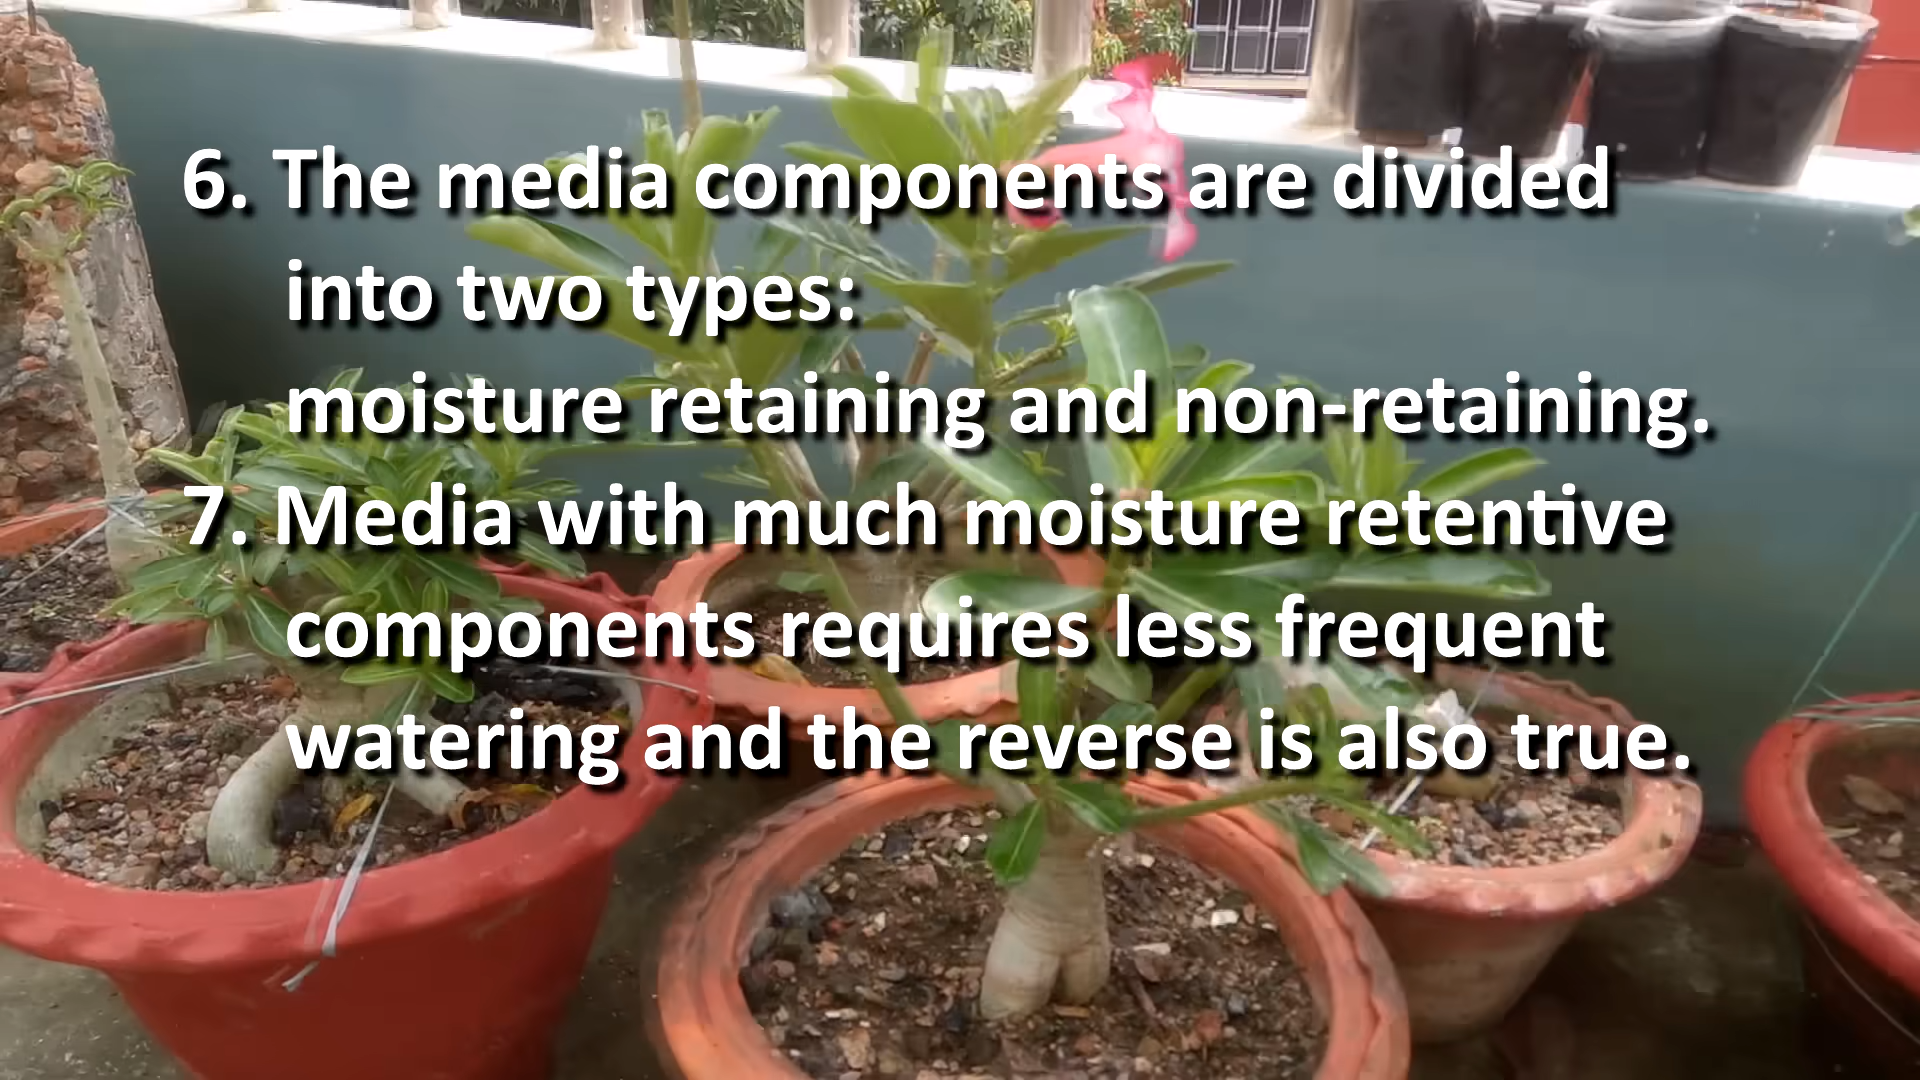 6. The media components are divided
into two types:
moisture retaining and non-retaining.
7. Media with much moisture retentive
components requires less frequent
watering and the reverse is also true.